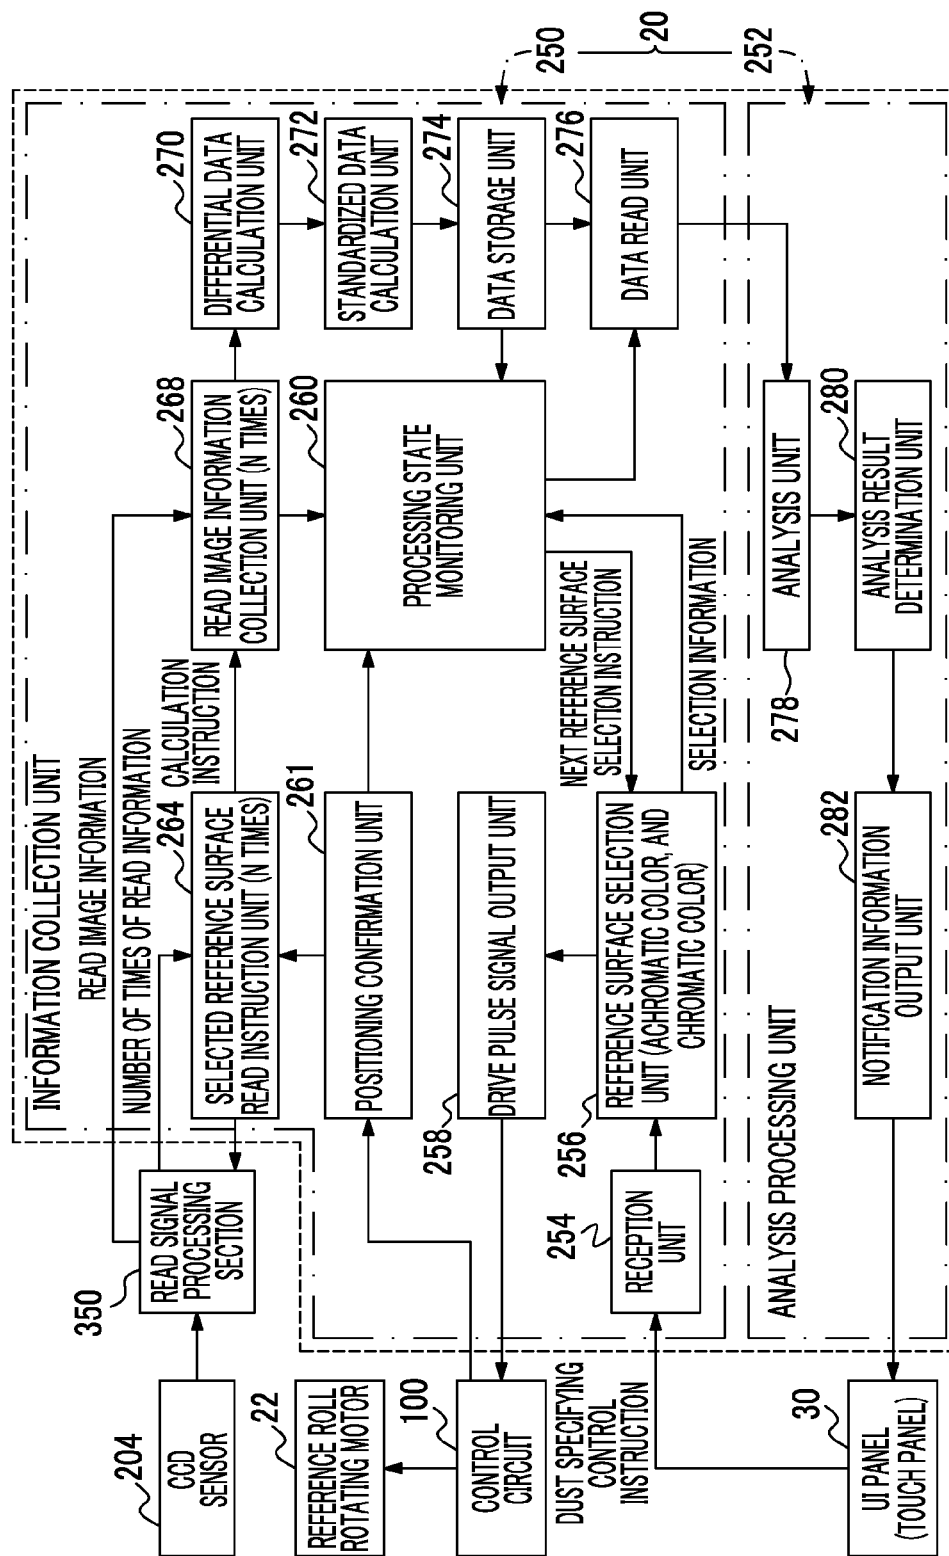 204
CCD
SENSOR
350
READ SIGNAL
PROCESSING
SECTION
22
REFERENCE ROLL
ROTATING MOTOR
100
CONTROL
CIRCUIT
DUST SPECIFYING
CONTROL
INSTRUCTION
30
UI PANEL
(TOUCH PANEL)
INFORMATION COLLECTION UNIT
READ IMAGE INFORMATION
NUMBER OF TIMES OF READ INFORMATION
264
SELECTED REFERENCE SURFACE
READ INSTRUCTION UNIT (N TIMES)
CALCULATION
INSTRUCTION
268
READ IMAGE INFORMATION
COLLECTION UNIT (N TIMES)
270
DIFFERENTIAL DATA
CALCULATION UNIT
261
POSITIONING CONFIRMATION UNIT
260
PROCESSING STATE
MONITORING UNIT
272
STANDARDIZED DATA
CALCULATION UNIT
258
DRIVE PULSE SIGNAL OUTPUT UNIT
274
DATA STORAGE UNIT
NEXT REFERENCE SURFACE
SELECTION INSTRUCTION
276
DATA READ UNIT
254
RECEPTION
UNIT
256
REFERENCE SURFACE SELECTION
UNIT (ACHROMATIC COLOR, AND
CHROMATIC COLOR)
SELECTION INFORMATION
250
20
252
ANALYSIS PROCESSING UNIT
278
ANALYSIS UNIT
280
ANALYSIS RESULT
DETERMINATION UNIT
282
NOTIFICATION INFORMATION
OUTPUT UNIT